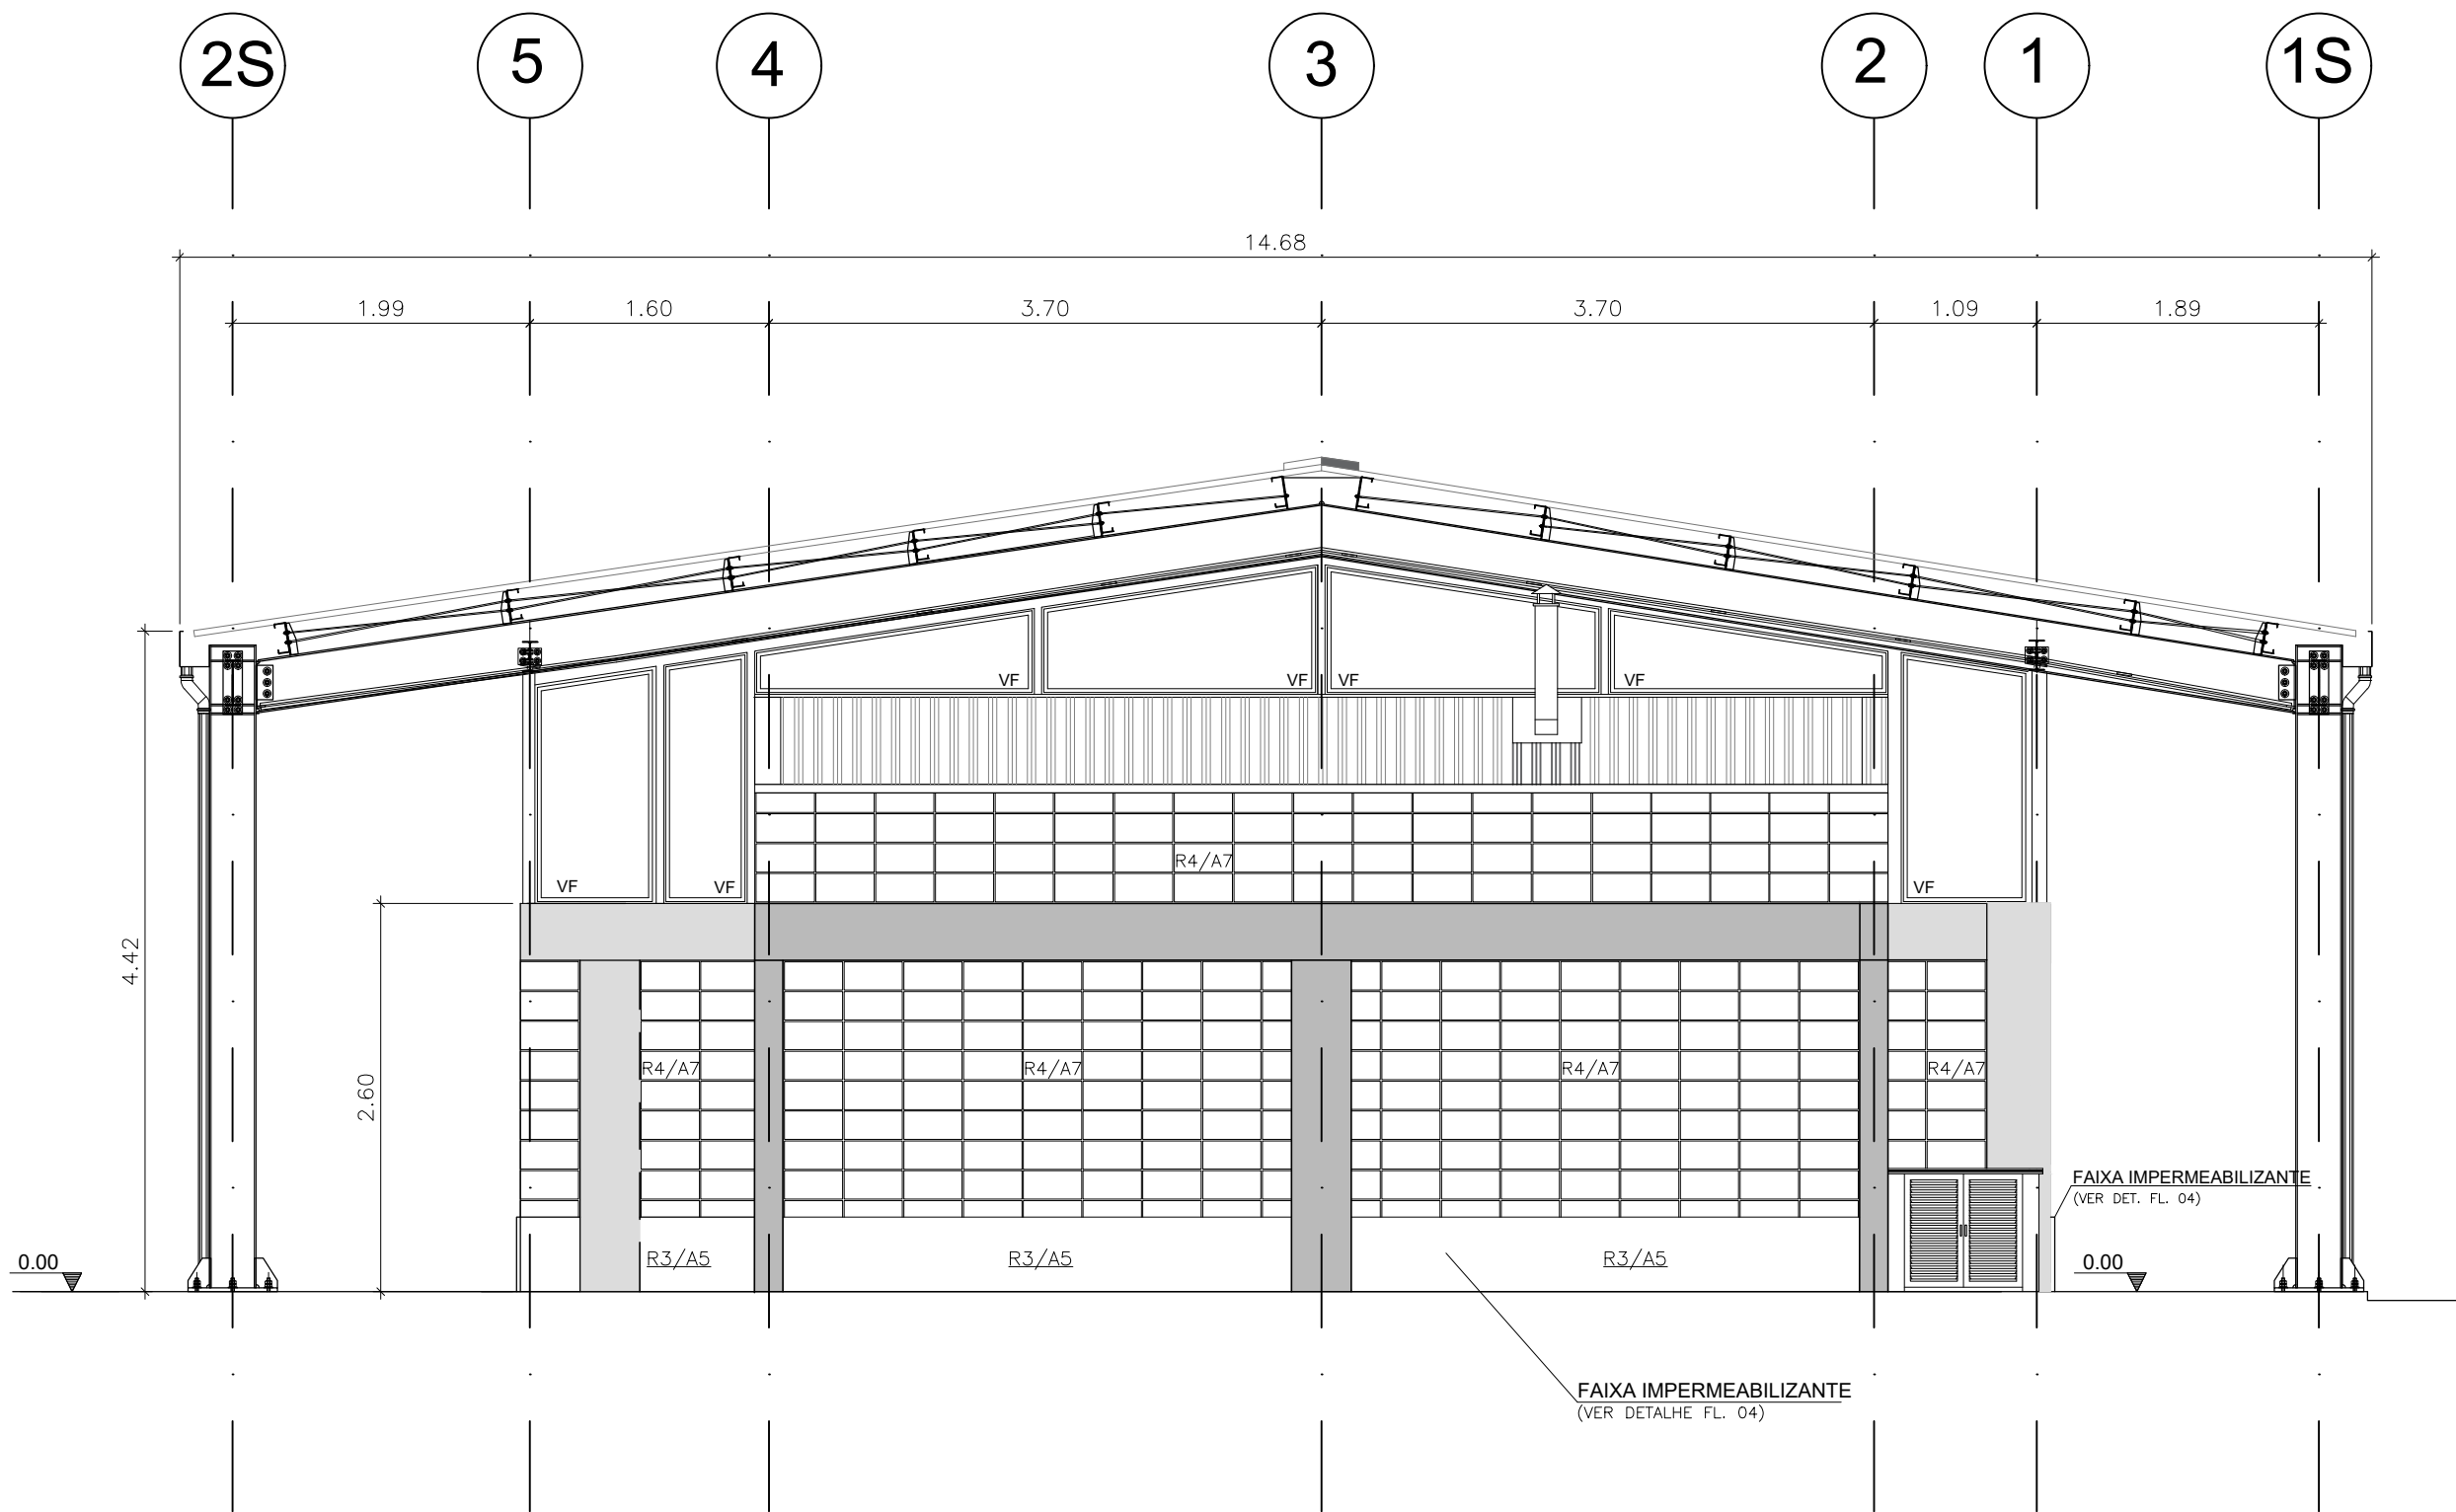 2S 5 4 3 2 1 1S
14.68
1.99 1.60 3.70 3.70 1.09 1.89
VF VF VF VF
R4/A7
VF VF VF
4.42
2.60
R4/A7 R4/A7 R4/A7 R4/A7
FAIXA IMPERMEABILIZANTE
(VER DET. FL. 04)
R3/A5 R3/A5 R3/A5
0.00 0.00
FAIXA IMPERMEABILIZANTE
(VER DETALHE FL. 04)